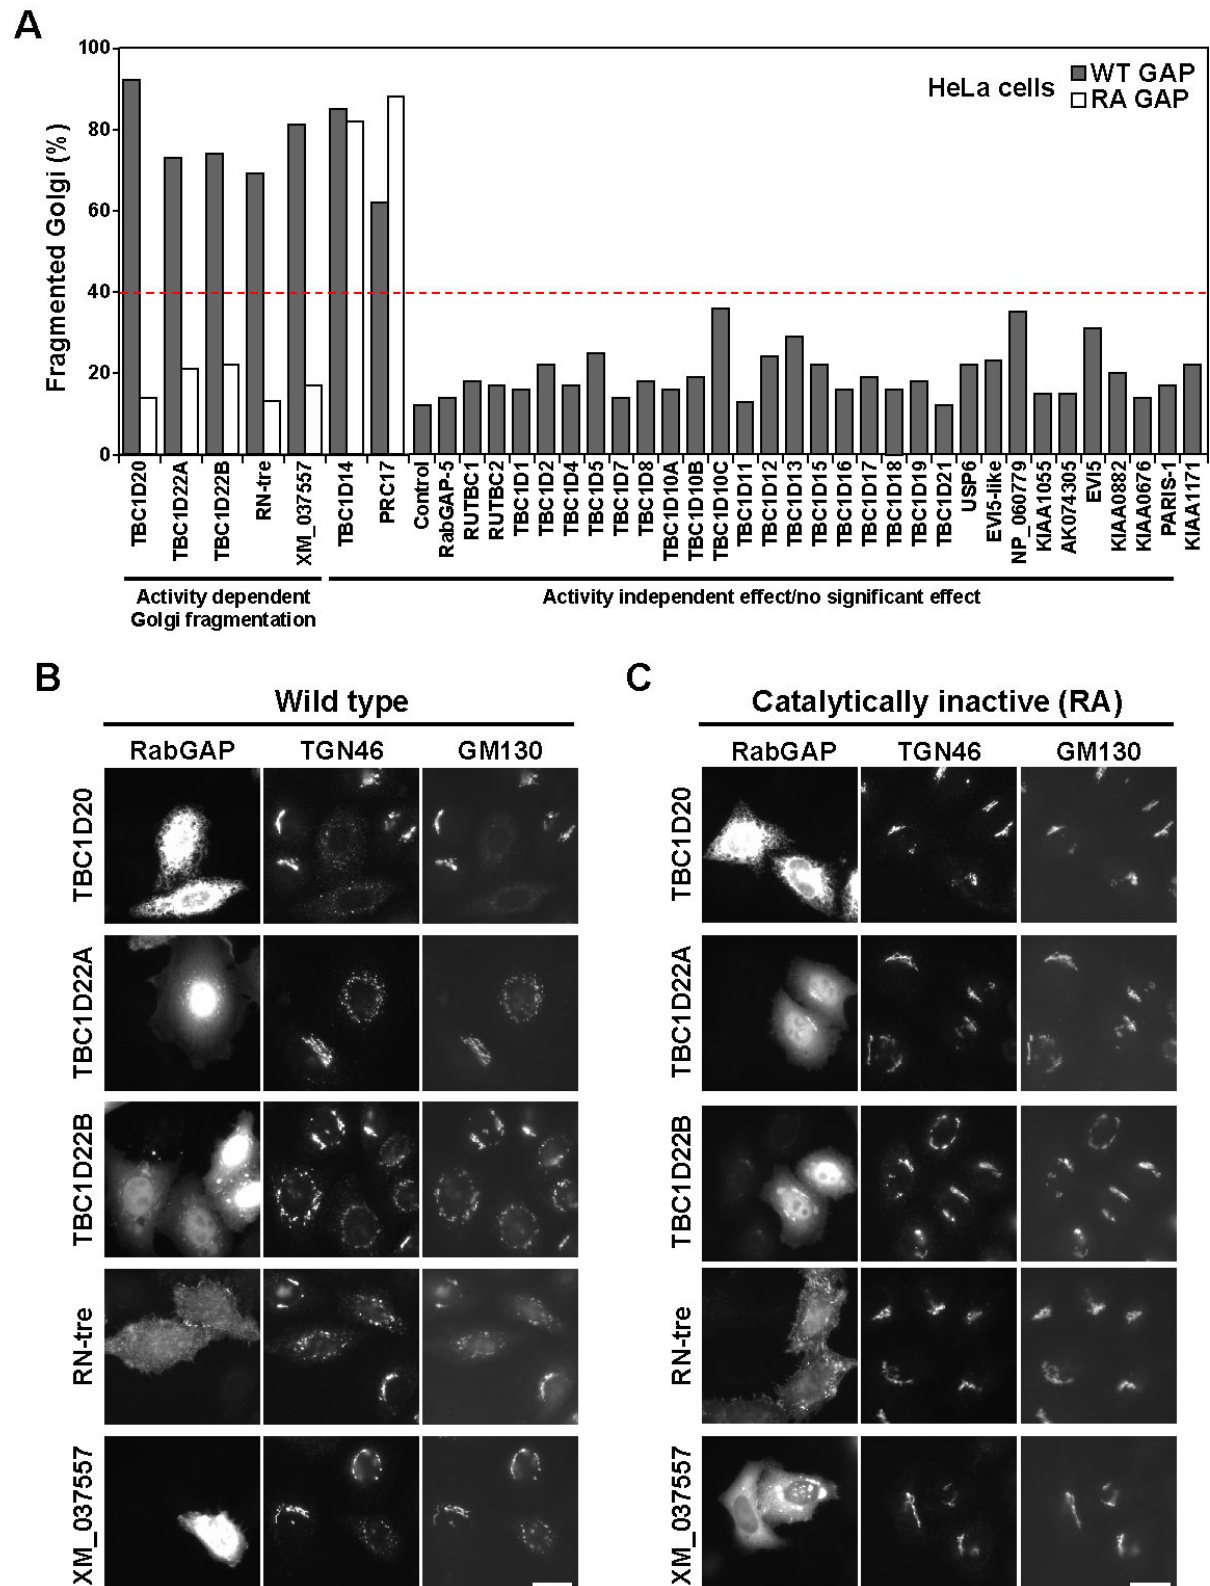 A
100
80
60
40
20
0
Fragmented Golgi (%)
HeLa cells
WT GAP
RA GAP
TBC1D20
TBC1D22A
TBC1D22B
RN-tre
XM_037557
TBC1D14
PRC17
Control
RabGAP-5
RUTBC1
RUTBC2
TBC1D1
TBC1D2
TBC1D4
TBC1D5
TBC1D7
TBC1D8
TBC1D10A
TBC1D10B
TBC1D10C
TBC1D11
TBC1D12
TBC1D13
TBC1D15
TBC1D16
TBC1D17
TBC1D18
TBC1D19
TBC1D21
USP6
EVI5-like
NP_060779
KIAA1055
AK074305
EVI5
KIAA0882
KIAA0676
PARIS-1
KIAA1171
Activity dependent
Golgi fragmentation
Activity independent effect/no significant effect
B
Wild type
RabGAP TGN46 GM130
TBC1D20
TBC1D22A
TBC1D22B
RN-tre
XM_037557
C
Catalytically inactive (RA)
RabGAP TGN46 GM130
TBC1D20
TBC1D22A
TBC1D22B
RN-tre
XM_037557